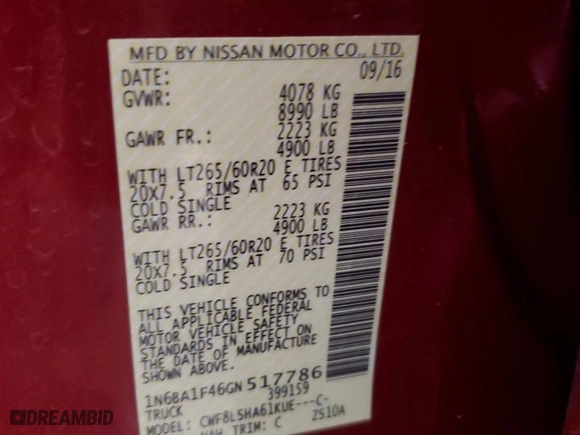 MFD BY NISSAN MOTOR CO., LTD.
DATE: 09/16
GVWR: 4078 KG
8990 LB
GAWR FR.: 2223 KG
4900 LB
WITH LT265/60R20 E TIRES
20x7.5 RIMS AT 65 PSI
COLD SINGLE
GAWR RR.: 2223 KG
4900 LB
WITH LT265/60R20 E TIRES
20x7.5 RIMS AT 70 PSI
COLD SINGLE
THIS VEHICLE CONFORMS TO
ALL APPLICABLE FEDERAL
MOTOR VEHICLE SAFETY
STANDARDS IN EFFECT ON
THE DATE OF MANUFACTURE
SHOWN ABOVE.
1N6BA1F46GN517786
TRUCK 399159
MODEL: CWF8LSHA61KUE---C-
TRIM: C ZS10A
DREAMBID